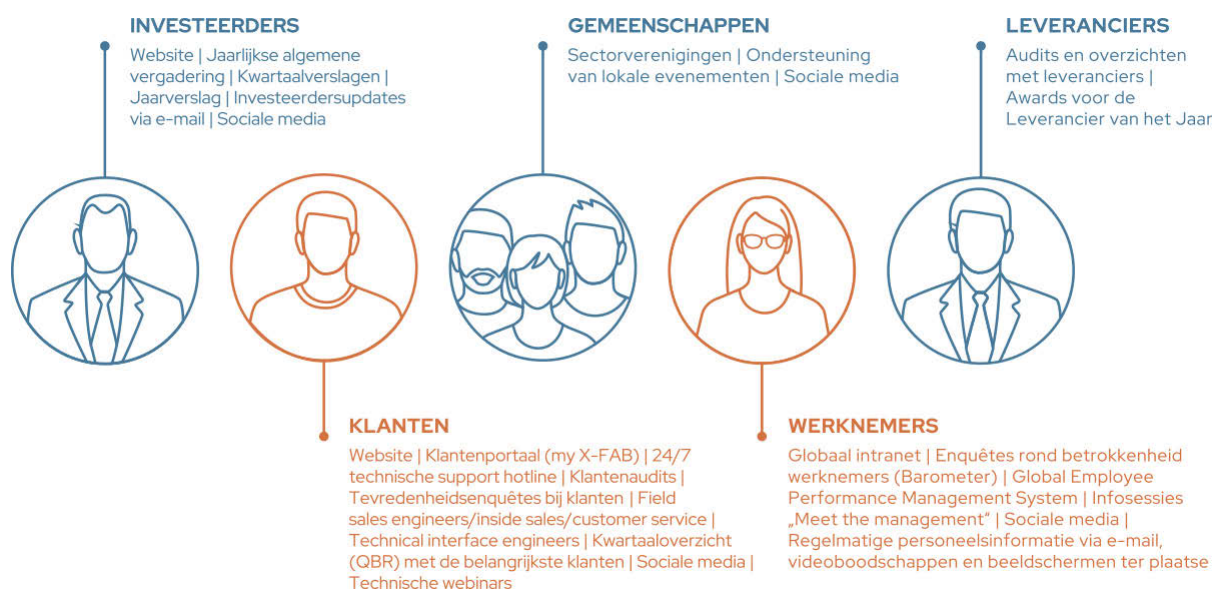 INVESTEERDERS
Website | Jaarlijkse algemene
vergadering | Kwartaalverslagen |
Jaarverslag | Investeerdersupdates
via e-mail | Sociale media
GEMEENSCHAPPEN
Sectorverenigingen | Ondersteuning
van lokale evenementen | Sociale media
LEVERANCIERS
Audits en overzichten
met leveranciers |
Awards voor de
Leverancier van het Jaar
KLANTEN
Website | Klantenportaal (my X-FAB) | 24/7
technische support hotline | Klantenaudits |
Tevredenheidsenquêtes bij klanten | Field
sales engineers/inside sales/customer service |
Technical interface engineers | Kwartaaloverzicht
(QBR) met de belangrijkste klanten | Sociale media |
Technische webinars
WERKNEMERS
Globaal intranet | Enquêtes rond betrokkenheid
werknemers (Barometer) | Global Employee
Performance Management System | Infosessies
„Meet the management“ | Sociale media |
Regelmatige personeelsinformatie via e-mail,
videoboodschappen en beeldschermen ter plaatse